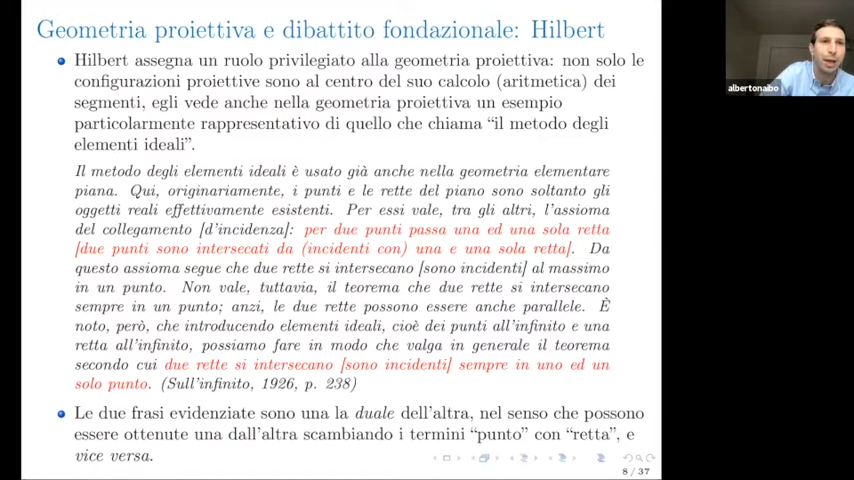 Geometria proiettiva e dibattito fondazionale: Hilbert
Hilbert assegna un ruolo privilegiato alla geometria proiettiva: non solo le
configurazioni proiettive sono al centro del suo calcolo (aritmetica) dei
segmenti, egli vede anche nella geometria proiettiva un esempio
particolarmente rappresentativo di quello che chiama “il metodo degli
elementi ideali”.
Il metodo degli elementi ideali è usato già anche nella geometria elementare
piana. Qui, originariamente, i punti e le rette del piano sono soltanto gli
oggetti reali effettivamente esistenti. Per essi vale, tra gli altri, l’assioma
del collegamento [d’incidenza]: per due punti passa una ed una sola retta
[due punti sono intersecati da (incidenti con) una e una sola retta]. Da
questo assioma segue che due rette si intersecano [sono incidenti] al massimo
in un punto. Non vale, tuttavia, il teorema che due rette si intersecano
sempre in un punto; anzi, le due rette possono essere anche parallele. È
noto, però, che introducendo elementi ideali, cioè dei punti all’infinito e una
retta all’infinito, possiamo fare in modo che valga in generale il teorema
secondo cui due rette si intersecano [sono incidenti] sempre in uno ed un
solo punto. (Sull’infinito, 1926, p. 238)
Le due frasi evidenziate sono una la duale dell’altra, nel senso che possono
essere ottenute una dall’altra scambiando i termini “punto” con “retta”, e
vice versa.
8 / 37
albertonaibo